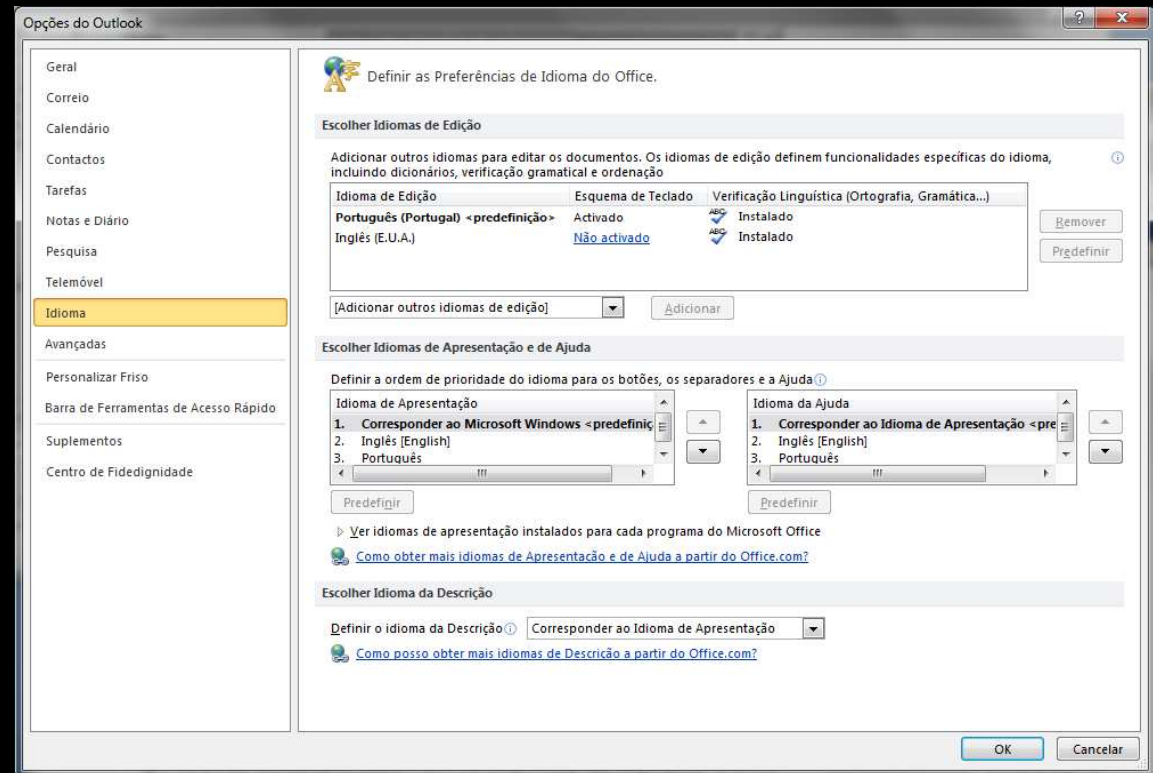 Opções do Outlook
Geral
Correio
Calendário
Contactos
Tarefas
Notas e Diário
Pesquisa
Telemóvel
Idioma
Avançadas
Personalizar Friso
Barra de Ferramentas de Acesso Rápido
Suplementos
Centro de Fidedignidade
Definir as Preferências de Idioma do Office.
Escolher Idiomas de Edição
Adicionar outros idiomas para editar os documentos. Os idiomas de edição definem funcionalidades específicas do idioma,
incluindo dicionários, verificação gramatical e ordenação
Idioma de Edição Esquema de Teclado Verificação Linguística (Ortografia, Gramática...)
Português (Portugal) <predefinição> Activado Instalado
Inglês (E.U.A.) Não activado Instalado
Remover
Predefinir
[Adicionar outros idiomas de edição] Adicionar
Escolher Idiomas de Apresentação e de Ajuda
Definir a ordem de prioridade do idioma para os botões, os separadores e a Ajuda
Idioma de Apresentação
1. Corresponder ao Microsoft Windows <predefiniç
2. Inglês [English]
3. Português
Predefinir
Idioma da Ajuda
1. Corresponder ao Idioma de Apresentação <pre
2. Inglês [English]
3. Português
Predefinir
Ver idiomas de apresentação instalados para cada programa do Microsoft Office
Como obter mais idiomas de Apresentação e de Ajuda a partir do Office.com?
Escolher Idioma da Descrição
Definir o idioma da Descrição Corresponder ao Idioma de Apresentação
Como posso obter mais idiomas de Descrição a partir do Office.com?
OK Cancelar